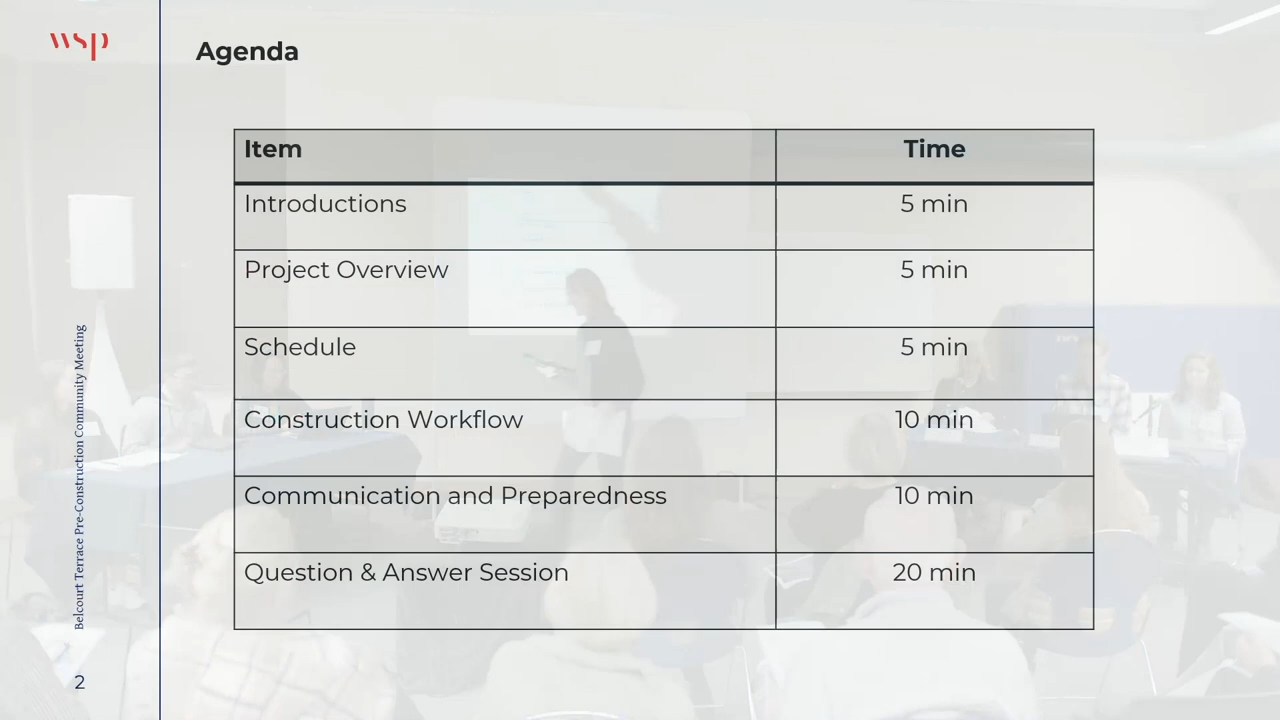 wsp
Agenda
Item Time
Introductions 5 min
Project Overview 5 min
Schedule 5 min
Construction Workflow 10 min
Communication and Preparedness 10 min
Question & Answer Session 20 min
Belcourt Terrace Pre-Construction Community Meeting
2